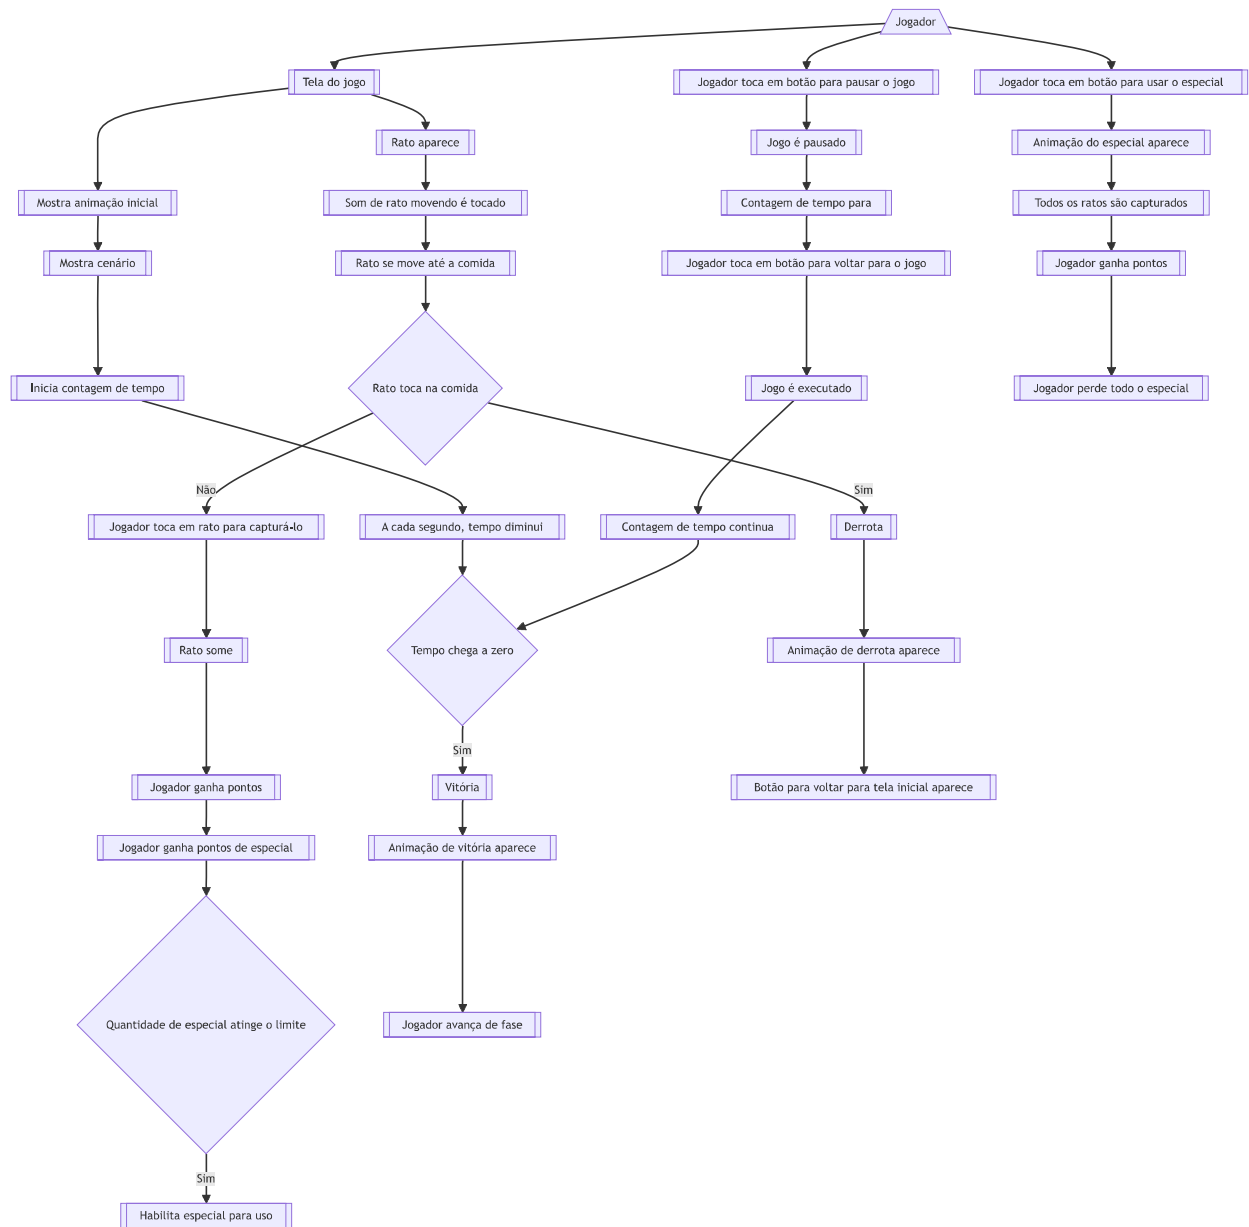 Jogador
Tela do jogo
Jogador toca em botão para pausar o jogo
Jogador toca em botão para usar o especial
Rato aparece
Jogo é pausado
Animação do especial aparece
Mostra animação inicial
Som de rato movendo é tocado
Contagem de tempo para
Todos os ratos são capturados
Mostra cenário
Rato se move até a comida
Jogador toca em botão para voltar para o jogo
Jogador ganha pontos
Inicia contagem de tempo
Rato toca na comida
Jogo é executado
Jogador perde todo o especial
Não
Sim
Jogador toca em rato para capturá-lo
A cada segundo, tempo diminui
Contagem de tempo continua
Derrota
Rato some
Tempo chega a zero
Animação de derrota aparece
Sim
Jogador ganha pontos
Vitória
Botão para voltar para tela inicial aparece
Jogador ganha pontos de especial
Animação de vitória aparece
Quantidade de especial atinge o limite
Jogador avança de fase
Sim
Habilita especial para uso